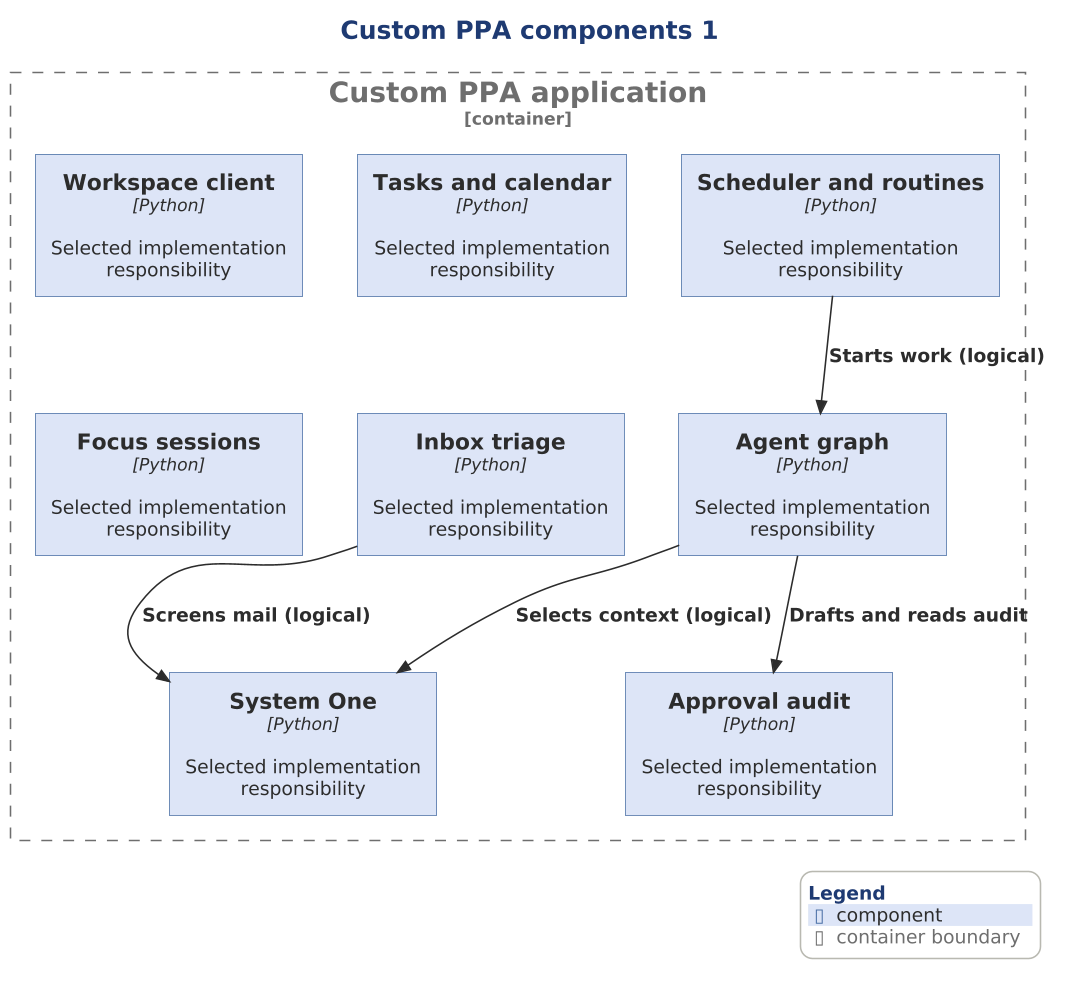 Custom PPA components 1
Custom PPA application
[container]
Workspace client
[Python]
Selected implementation
responsibility
Tasks and calendar
[Python]
Selected implementation
responsibility
Scheduler and routines
[Python]
Selected implementation
responsibility
Starts work (logical)
Focus sessions
[Python]
Selected implementation
responsibility
Inbox triage
[Python]
Selected implementation
responsibility
Agent graph
[Python]
Selected implementation
responsibility
Screens mail (logical)
Selects context (logical)
Drafts and reads audit
System One
[Python]
Selected implementation
responsibility
Approval audit
[Python]
Selected implementation
responsibility
Legend
component
container boundary